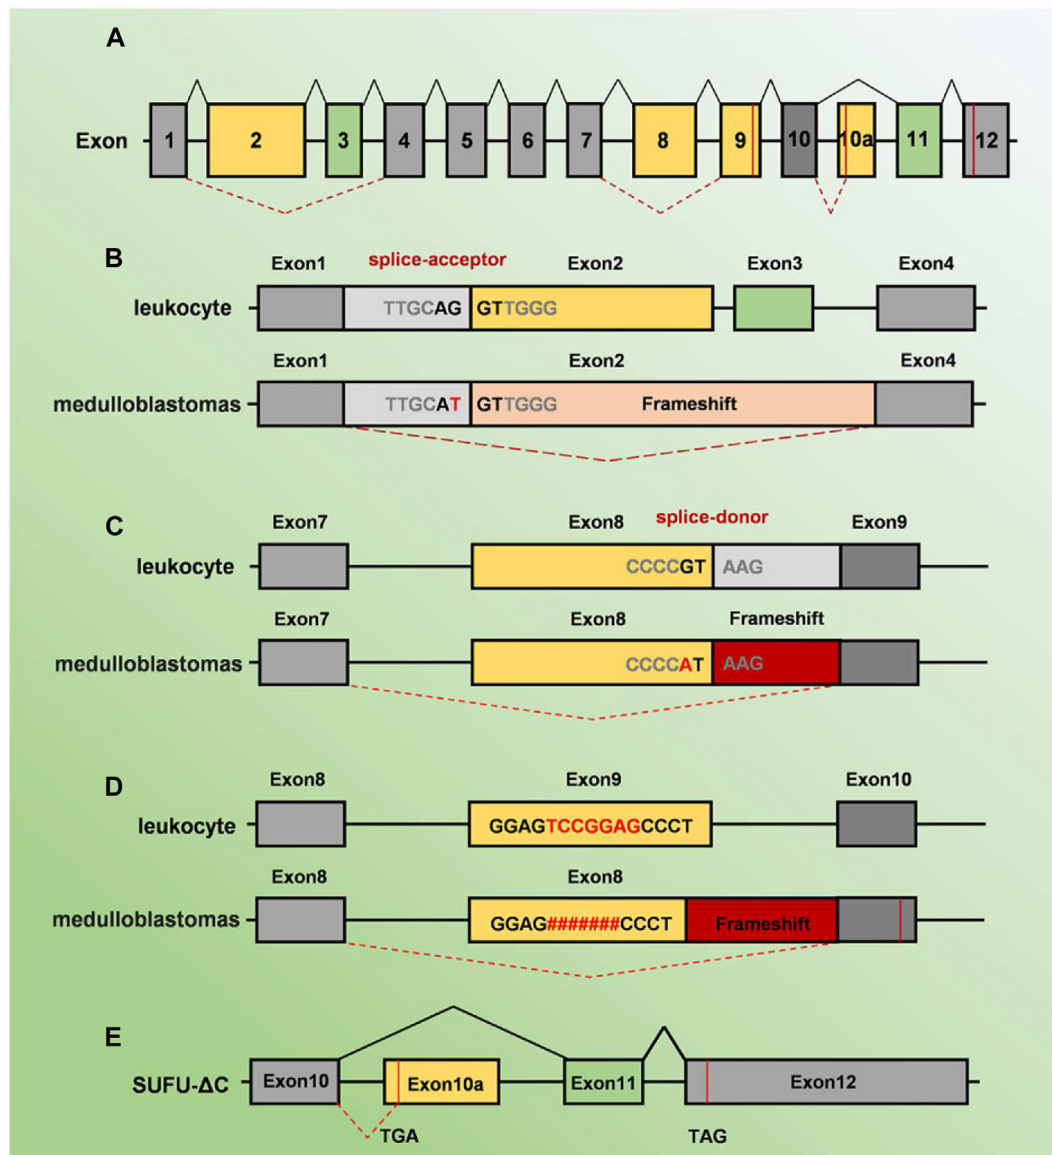 A
Exon 1 2 3 4 5 6 7 8 9 10 10a 11 12
B
Exon1 splice-acceptor Exon2 Exon3 Exon4
leukocyte TTGCAG GTTGGG
Exon1 Exon2 Exon4
medulloblastomas TTGCAT GTTGGG Frameshift
C
Exon7 Exon8 splice-donor Exon9
leukocyte CCCCGT AAG
Exon7 Exon8 Frameshift
medulloblastomas CCCCAT AAG
D
Exon8 Exon9 Exon10
leukocyte GGAGTCCGGAGCCCT
Exon8 Exon8
medulloblastomas GGAG#######CCCT Frameshift
E
SUFU-ΔC Exon10 Exon10a Exon11 Exon12
TGA TAG